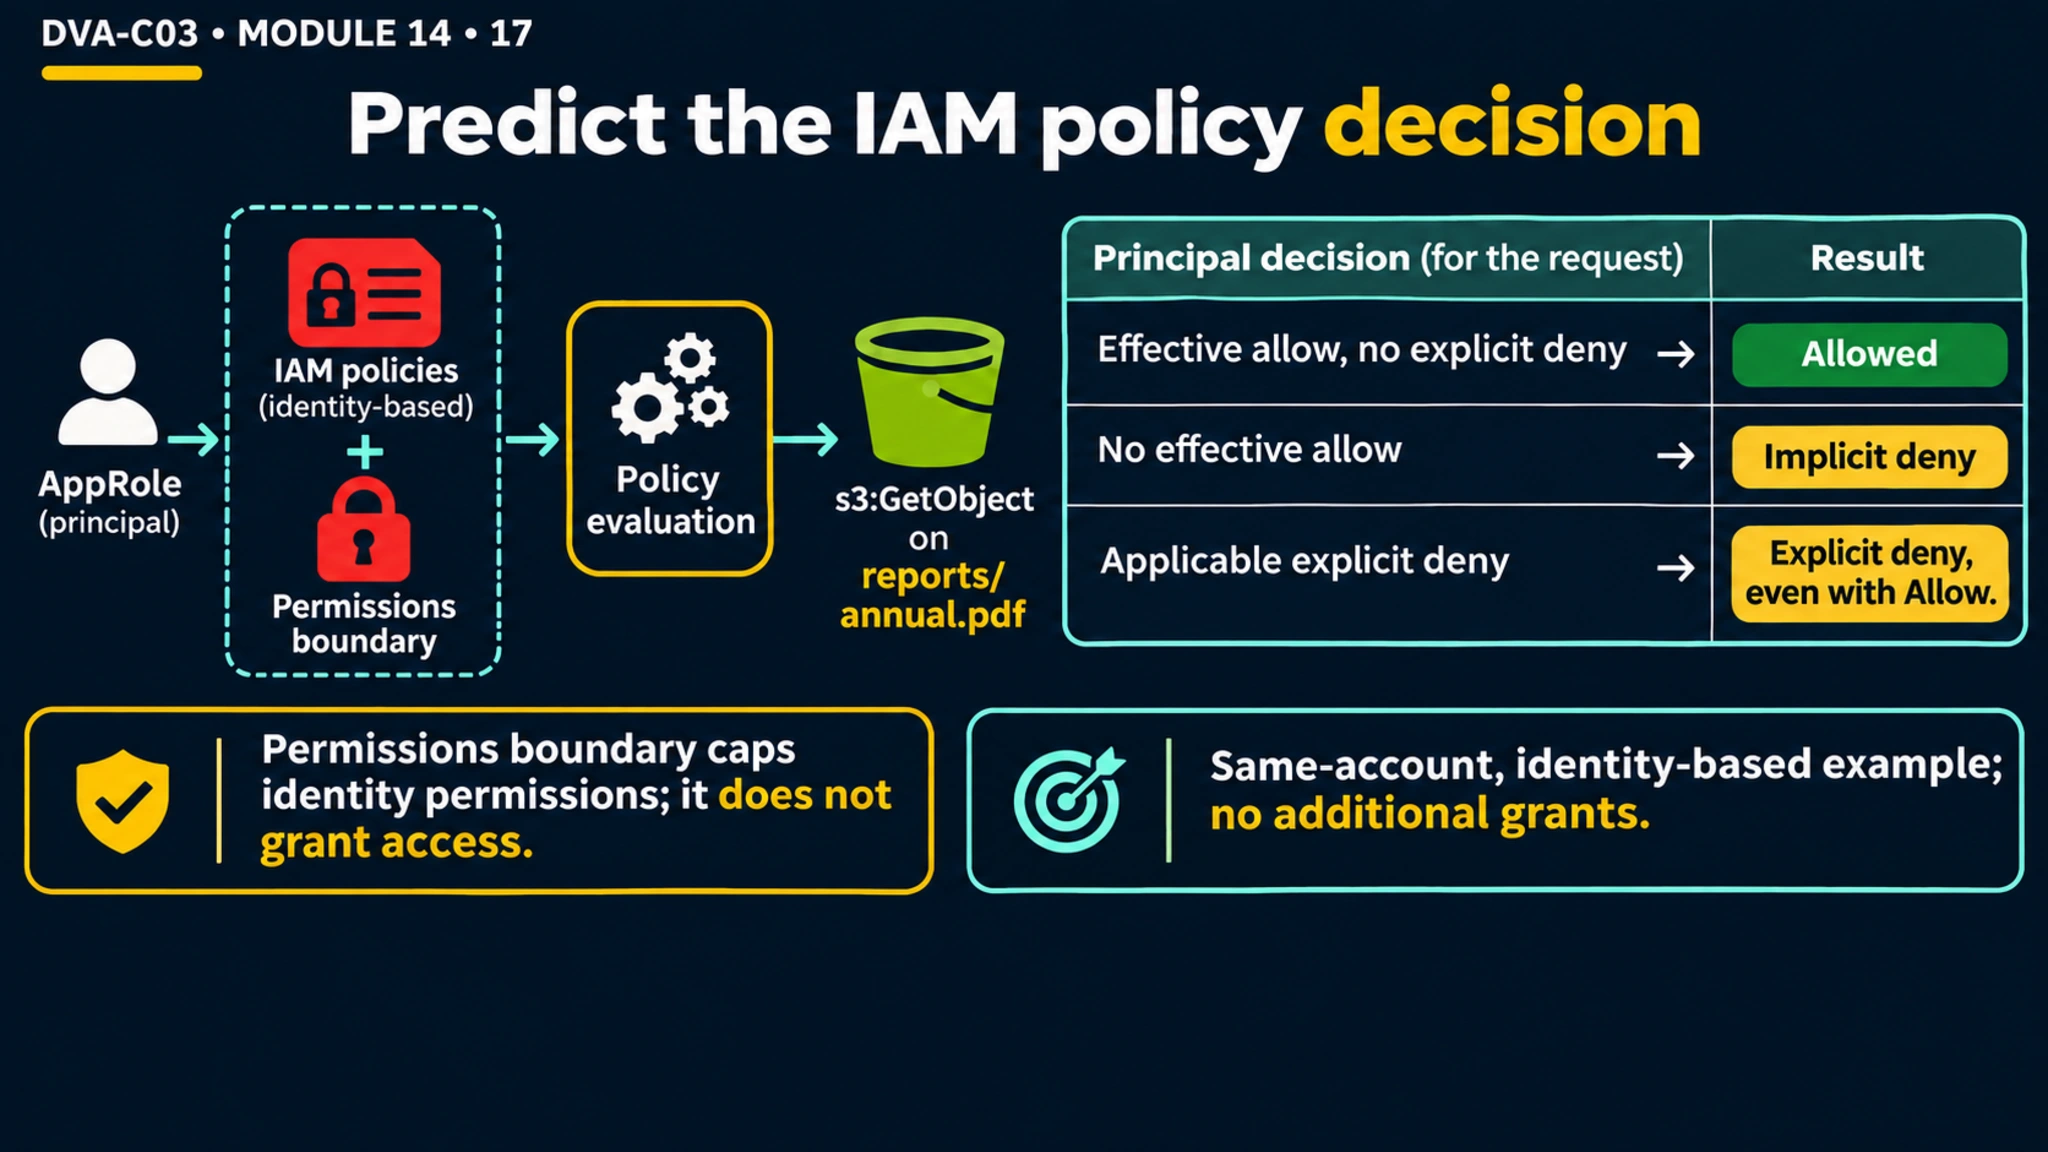 DVA-C03 • MODULE 14 • 17
Predict the IAM policy decision
AppRole
(principal)
IAM policies
(identity-based)
+
Permissions
boundary
Policy
evaluation
s3:GetObject
on
reports/
annual.pdf
Principal decision (for the request) Result
Effective allow, no explicit deny → Allowed
No effective allow → Implicit deny
Applicable explicit deny → Explicit deny,
even with Allow.
Permissions boundary caps
identity permissions; it does not
grant access.
Same-account, identity-based example;
no additional grants.